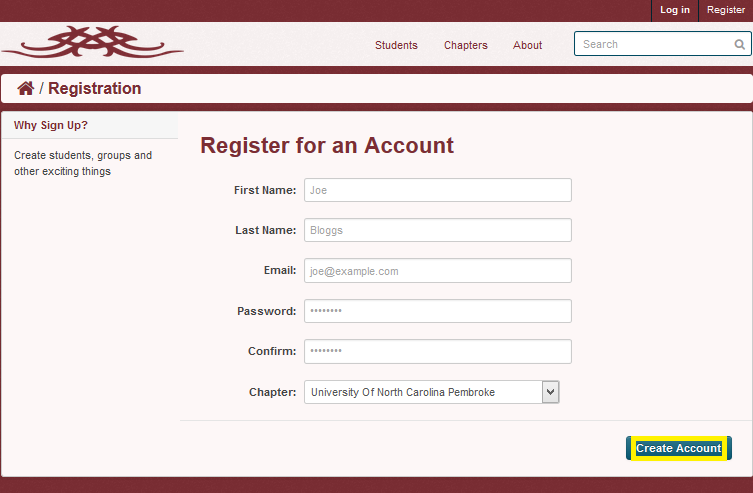 Log in Register
Students Chapters About Search
/ Registration
Why Sign Up?
Create students, groups and
other exciting things
Register for an Account
First Name: Joe
Last Name: Bloggs
Email: joe@example.com
Password: ••••••••
Confirm: ••••••••
Chapter: University Of North Carolina Pembroke
Create Account